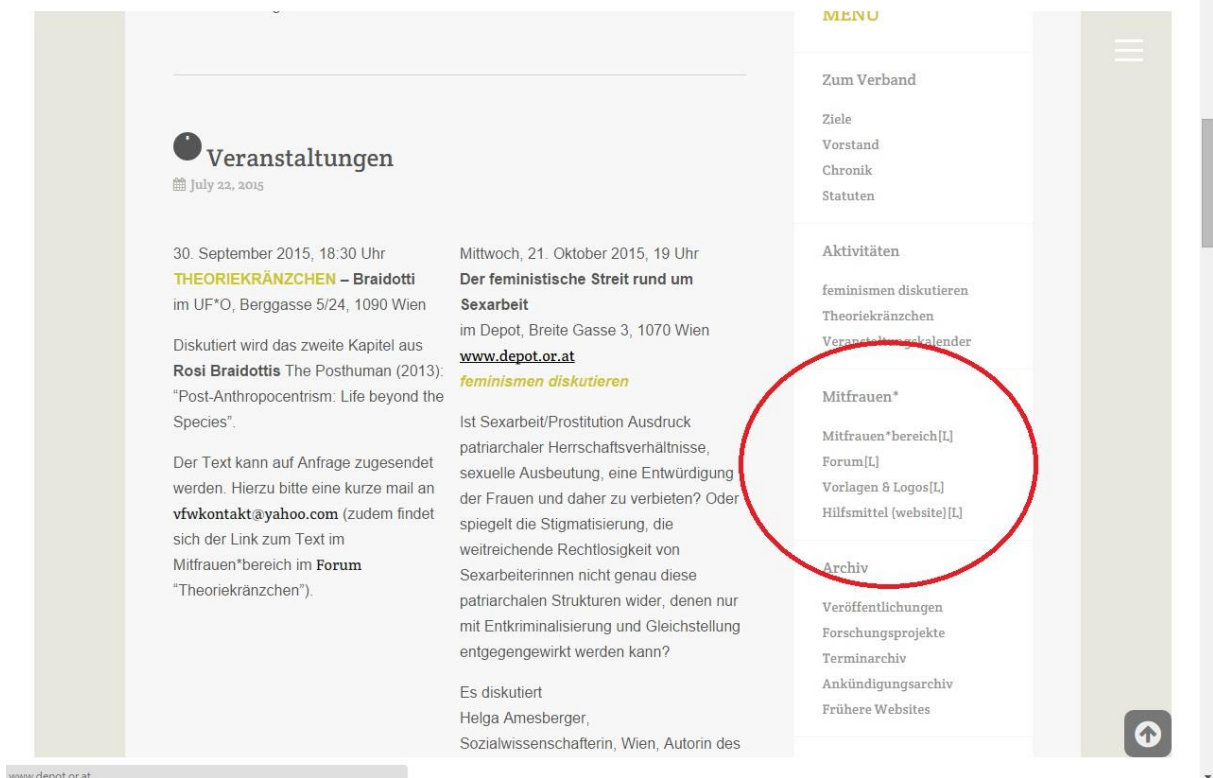 MENU
Veranstaltungen
July 22, 2015
30. September 2015, 18:30 Uhr
THEORIEKRÄNZCHEN – Braidotti
im UF*O, Berggasse 5/24, 1090 Wien
Diskutiert wird das zweite Kapitel aus
Rosi Braidottis The Posthuman (2013):
“Post-Anthropocentrism: Life beyond the
Species”.
Der Text kann auf Anfrage zugesendet
werden. Hierzu bitte eine kurze mail an
vfwkontakt@yahoo.com (zudem findet
sich der Link zum Text im
Mitfrauen*bereich im Forum
“Theoriekränzchen”).
Mittwoch, 21. Oktober 2015, 19 Uhr
Der feministische Streit rund um
Sexarbeit
im Depot, Breite Gasse 3, 1070 Wien
www.depot.or.at
feminismen diskutieren
Ist Sexarbeit/Prostitution Ausdruck
patriarchaler Herrschaftsverhältnisse,
sexuelle Ausbeutung, eine Entwürdigung
der Frauen und daher zu verbieten? Oder
spiegelt die Stigmatisierung, die
weitreichende Rechtlosigkeit von
Sexarbeiterinnen nicht genau diese
patriarchalen Strukturen wider, denen nur
mit Entkriminalisierung und Gleichstellung
entgegengewirkt werden kann?
Es diskutiert
Helga Amesberger,
Sozialwissenschafterin, Wien, Autorin des
Zum Verband
Ziele
Vorstand
Chronik
Statuten
Aktivitäten
feminismen diskutieren
Theoriekränzchen
Veranstaltungskalender
Mitfrauen*
Mitfrauen*bereich[L]
Forum[L]
Vorlagen & Logos[L]
Hilfsmittel (website)[L]
Archiv
Veröffentlichungen
Forschungsprojekte
Terminarchiv
Ankündigungsarchiv
Frühere Websites
www.depot.or.at